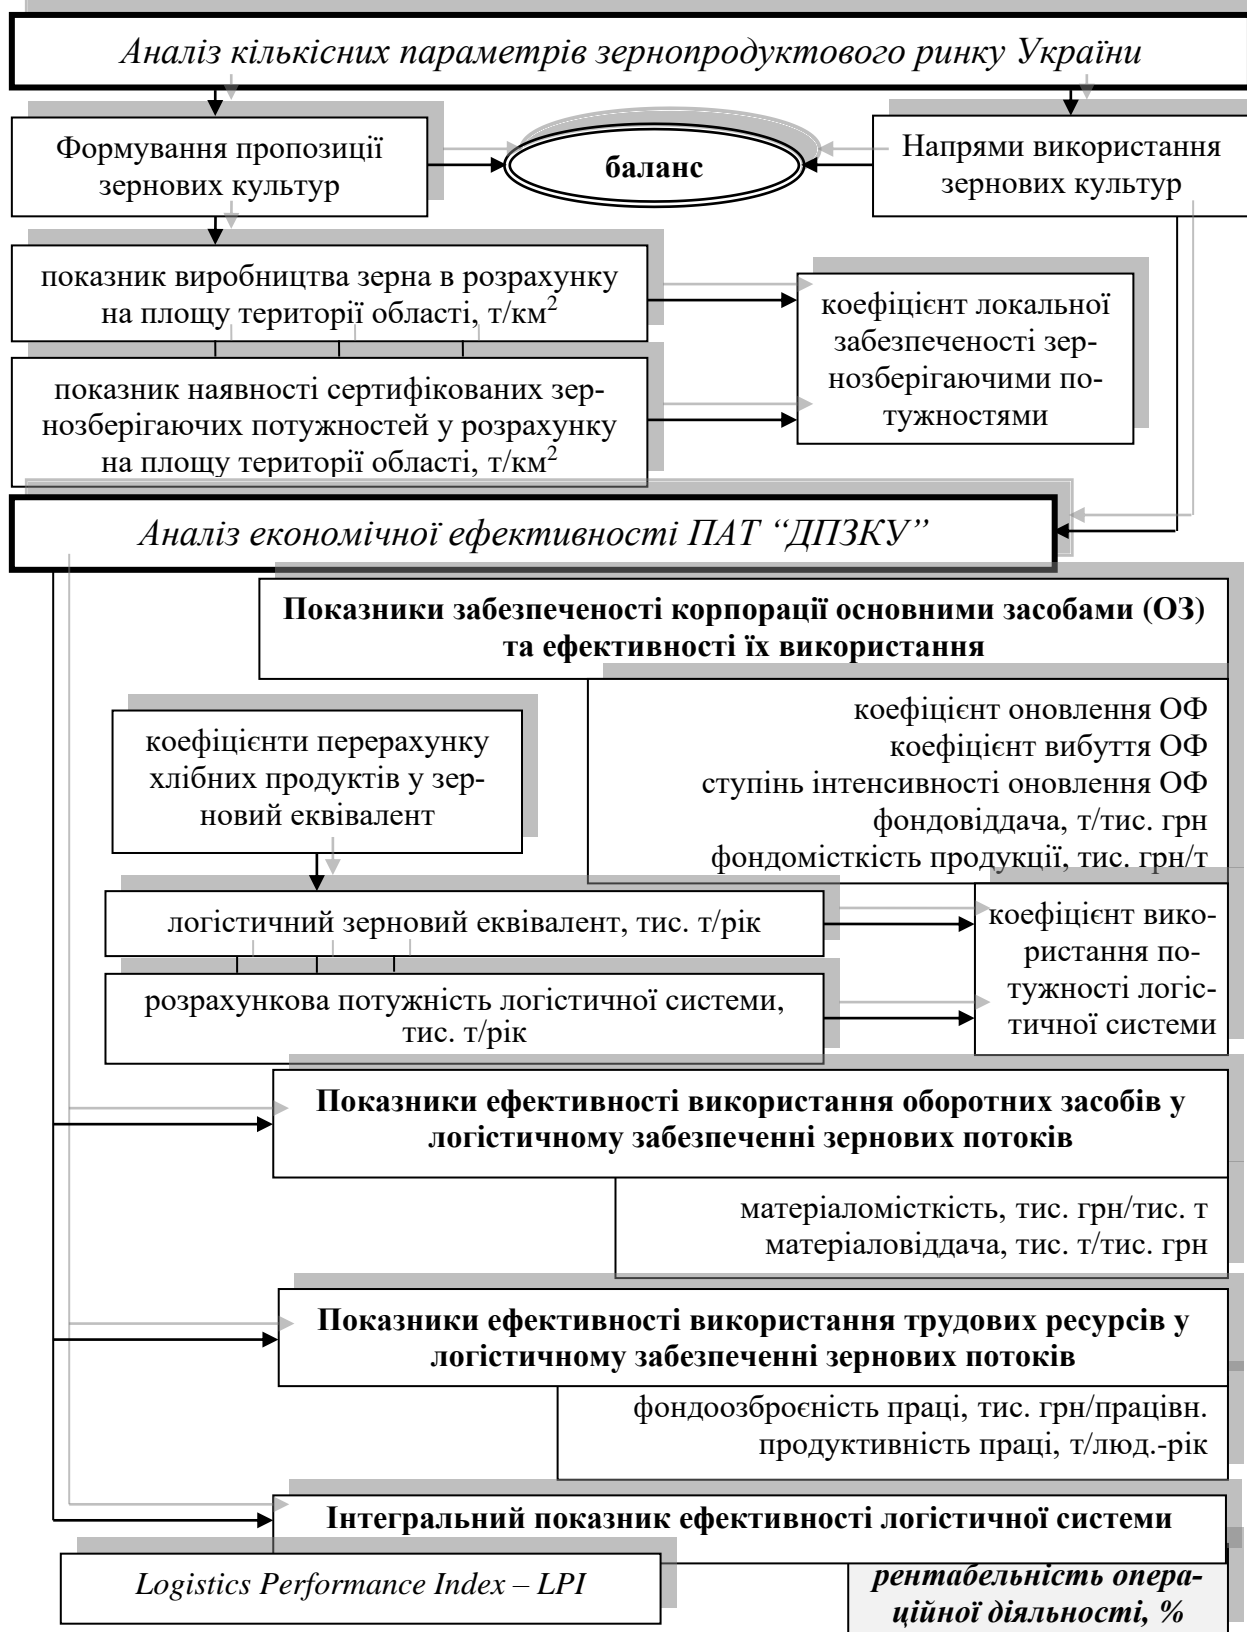 Аналіз кількісних параметрів зернопродуктового ринку України
Формування пропозиції
зернових культур
баланс
Напрями використання
зернових культур
показник виробництва зерна в розрахунку
на площу території області, т/км²
показник наявності сертифікованих зер-
нозберігаючих потужностей у розрахунку
на площу території області, т/км²
коефіцієнт локальної
забезпеченості зер-
нозберігаючими по-
тужностями
Аналіз економічної ефективності ПАТ “ДПЗКУ”
Показники забезпеченості корпорації основними засобами (ОЗ)
та ефективності їх використання
коефіцієнт оновлення ОФ
коефіцієнт вибуття ОФ
ступінь інтенсивності оновлення ОФ
фондовіддача, т/тис. грн
фондомісткість продукції, тис. грн/т
коефіцієнти перерахунку
хлібних продуктів у зер-
новий еквівалент
логістичний зерновий еквівалент, тис. т/рік
розрахункова потужність логістичної системи,
тис. т/рік
коефіцієнт вико-
ристання по-
тужності логіс-
тичної системи
Показники ефективності використання оборотних засобів у
логістичному забезпеченні зернових потоків
матеріаломісткість, тис. грн/тис. т
матеріаловіддача, тис. т/тис. грн
Показники ефективності використання трудових ресурсів у
логістичному забезпеченні зернових потоків
фондоозброєність праці, тис. грн/працівн.
продуктивність праці, т/люд.-рік
Інтегральний показник ефективності логістичної системи
Logistics Performance Index – LPI
рентабельність опера-
ційної діяльності, %